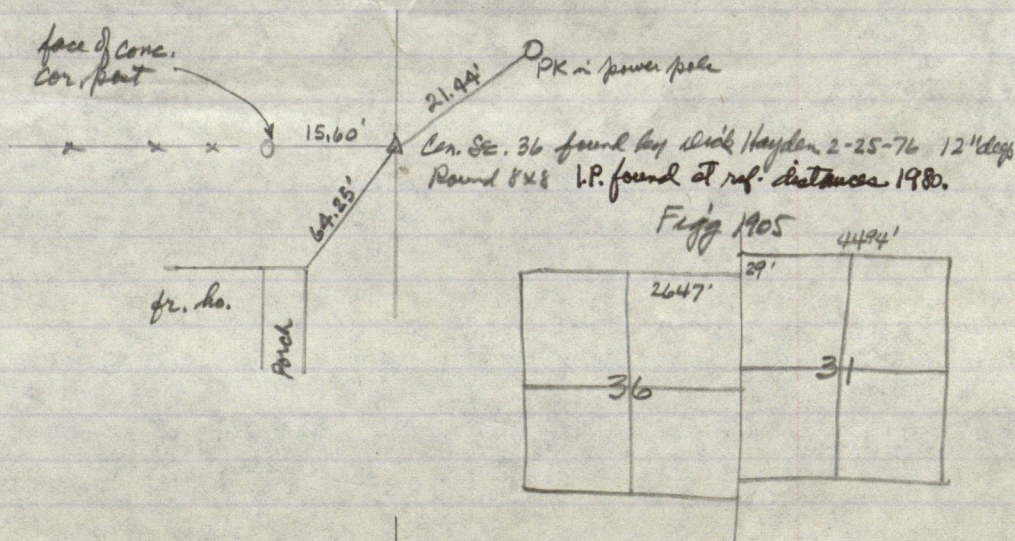 face of conc.
cor. post
21.44'
PK in power pole
15.60'
Cen. Sec. 36 found by Dick Hayden 2-25-76 12" deep
Round 8x8 I.P. found at ref. distances 1980.
64.25'
fr. ho.
Porch
Fig'g 1905
4494'
29'
2647'
36
31